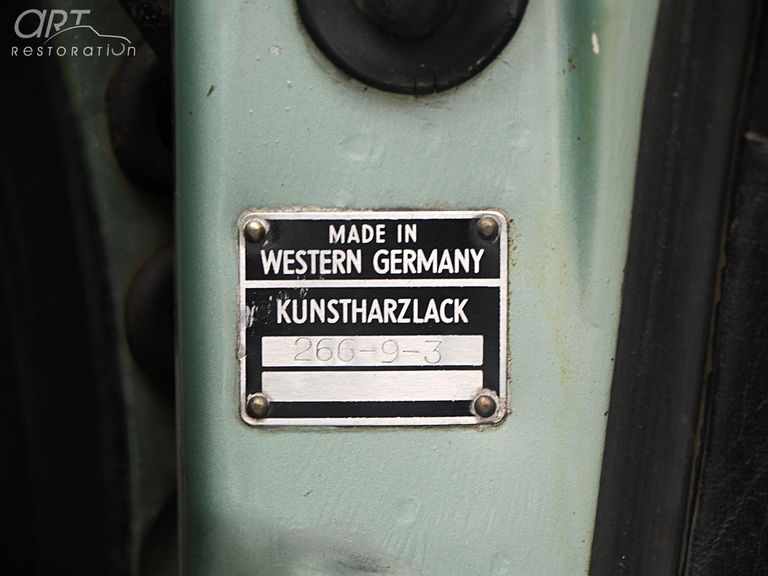 aRT
RESTORATION
MADE IN
WESTERN GERMANY
KUNSTHARZLACK
266-9-3